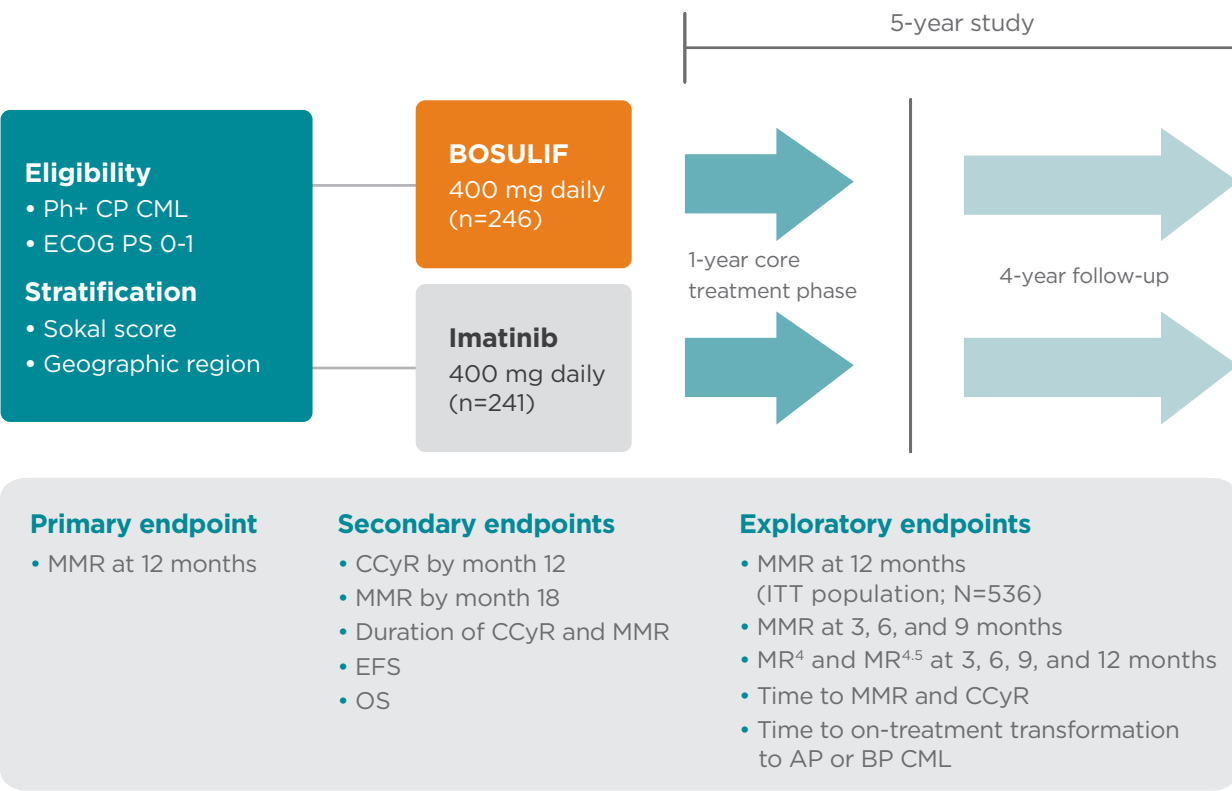 5-year study
Eligibility
• Ph+ CP CML
• ECOG PS 0-1
Stratification
• Sokal score
• Geographic region
BOSULIF
400 mg daily
(n=246)
Imatinib
400 mg daily
(n=241)
1-year core
treatment phase
4-year follow-up
Primary endpoint
• MMR at 12 months
Secondary endpoints
• CCyR by month 12
• MMR by month 18
• Duration of CCyR and MMR
• EFS
• OS
Exploratory endpoints
• MMR at 12 months
(ITT population; N=536)
• MMR at 3, 6, and 9 months
• MR⁴ and MR⁴·⁵ at 3, 6, 9, and 12 months
• Time to MMR and CCyR
• Time to on-treatment transformation
to AP or BP CML